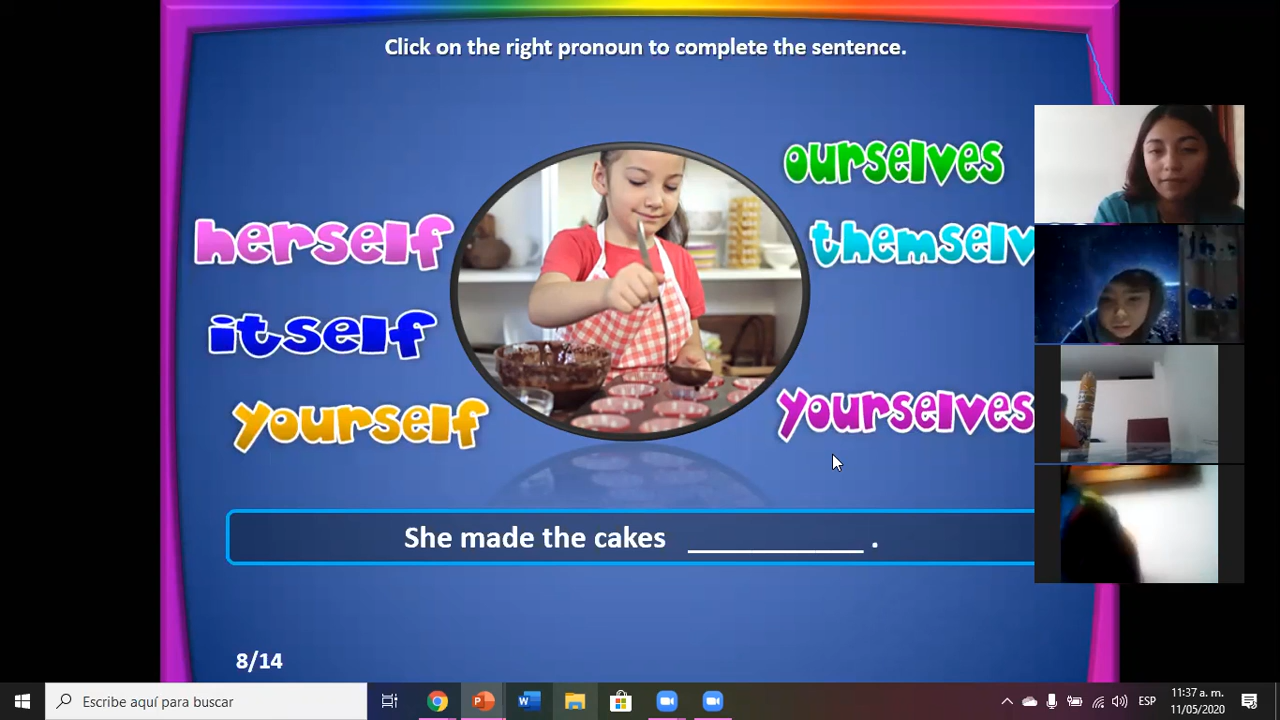 Click on the right pronoun to complete the sentence.
ourselves
herself
themselv
itself
yourself
yourselves
She made the cakes ____________ .
8/14
Escribe aquí para buscar
ESP
11:37 a. m.
11/05/2020